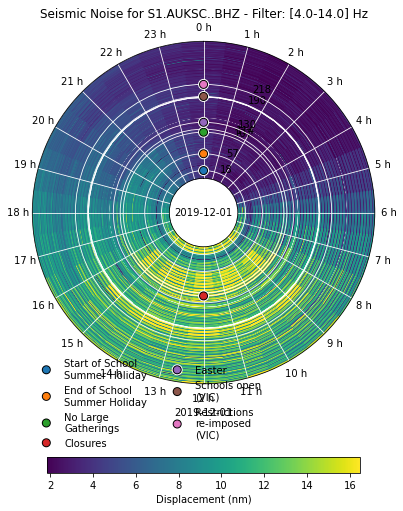 Seismic Noise for S1.AUKSC..BHZ - Filter: [4.0-14.0] Hz
0 h
23 h
1 h
22 h
2 h
21 h
3 h
218
20 h
4 h
130
19 h
57
5 h
16
18 h
2019-12-01
6 h
17 h
7 h
16 h
8 h
15 h
9 h
14 h
10 h
13 h
11 h
12 h
2019-12-01
Start of School
Summer Holiday
End of School
Summer Holiday
No Large
Gatherings
Closures
Easter
Schools open
(VIC)
Restrictions
re-imposed
(VIC)
2
4
6
8
10
12
14
16
Displacement (nm)